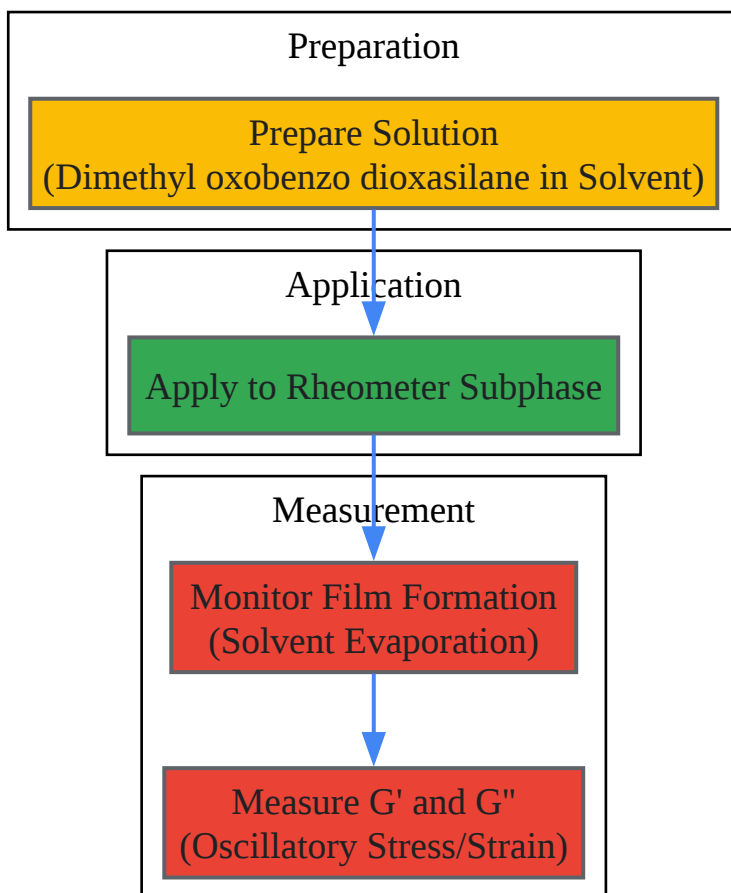 Preparation
Prepare Solution
(Dimethyl oxobenzo dioxasilane in Solvent)
Application
Apply to Rheometer Subphase
Measurement
Monitor Film Formation
(Solvent Evaporation)
Measure G' and G"
(Oscillatory Stress/Strain)